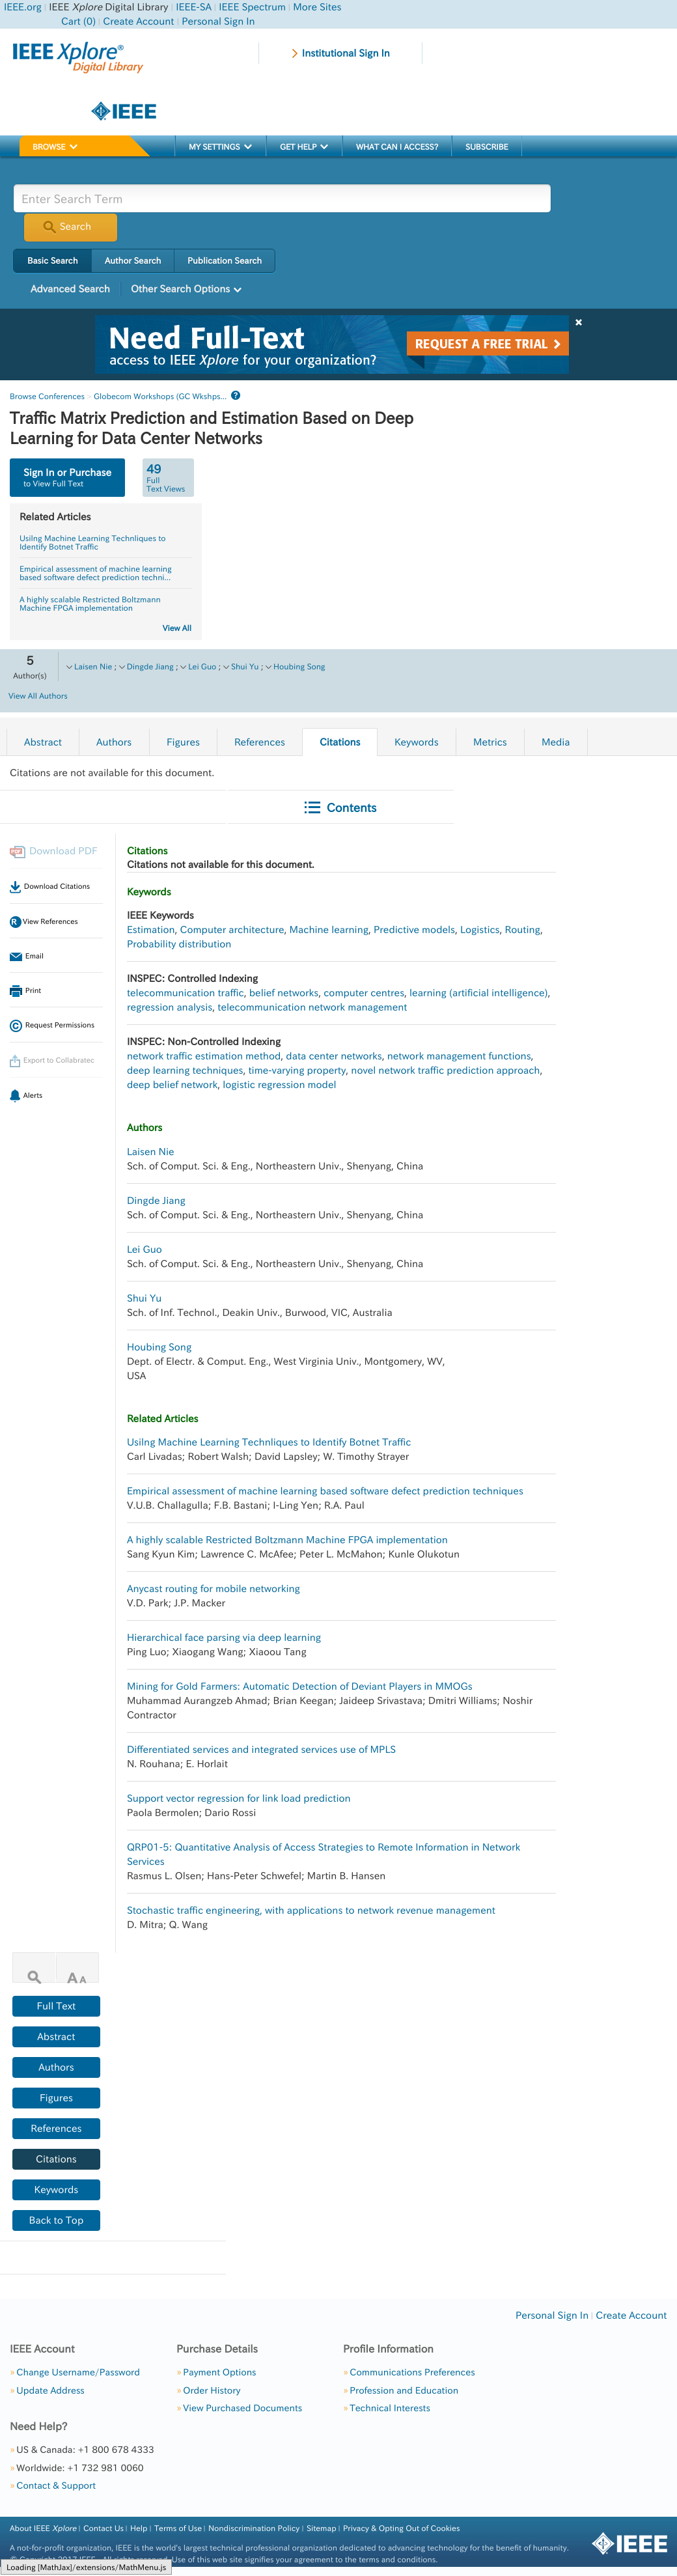 IEEE.org | IEEE Xplore Digital Library | IEEE-SA | IEEE Spectrum | More Sites
Cart (0) | Create Account | Personal Sign In
IEEE Xplore®
Digital Library
Institutional Sign In
IEEE
BROWSE
MY SETTINGS
GET HELP
WHAT CAN I ACCESS?
SUBSCRIBE
Enter Search Term
Search
Basic Search
Author Search
Publication Search
Advanced Search
Other Search Options
Need Full-Text
access to IEEE Xplore for your organization?
REQUEST A FREE TRIAL
Browse Conferences > Globecom Workshops (GC Wkshps...
Traffic Matrix Prediction and Estimation Based on Deep
Learning for Data Center Networks
Sign In or Purchase
to View Full Text
49
Full
Text Views
Related Articles
Usilng Machine Learning Technliques to
Identify Botnet Traffic
Empirical assessment of machine learning
based software defect prediction techni...
A highly scalable Restricted Boltzmann
Machine FPGA implementation
View All
5
Author(s)
Laisen Nie ; Dingde Jiang ; Lei Guo ; Shui Yu ; Houbing Song
View All Authors
Abstract
Authors
Figures
References
Citations
Keywords
Metrics
Media
Citations are not available for this document.
Contents
Download PDF
Download Citations
View References
Email
Print
Request Permissions
Export to Collabratec
Alerts
Citations
Citations not available for this document.
Keywords
IEEE Keywords
Estimation, Computer architecture, Machine learning, Predictive models, Logistics, Routing,
Probability distribution
INSPEC: Controlled Indexing
telecommunication traffic, belief networks, computer centres, learning (artificial intelligence),
regression analysis, telecommunication network management
INSPEC: Non-Controlled Indexing
network traffic estimation method, data center networks, network management functions,
deep learning techniques, time-varying property, novel network traffic prediction approach,
deep belief network, logistic regression model
Authors
Laisen Nie
Sch. of Comput. Sci. & Eng., Northeastern Univ., Shenyang, China
Dingde Jiang
Sch. of Comput. Sci. & Eng., Northeastern Univ., Shenyang, China
Lei Guo
Sch. of Comput. Sci. & Eng., Northeastern Univ., Shenyang, China
Shui Yu
Sch. of Inf. Technol., Deakin Univ., Burwood, VIC, Australia
Houbing Song
Dept. of Electr. & Comput. Eng., West Virginia Univ., Montgomery, WV,
USA
Related Articles
Usilng Machine Learning Technliques to Identify Botnet Traffic
Carl Livadas; Robert Walsh; David Lapsley; W. Timothy Strayer
Empirical assessment of machine learning based software defect prediction techniques
V.U.B. Challagulla; F.B. Bastani; I-Ling Yen; R.A. Paul
A highly scalable Restricted Boltzmann Machine FPGA implementation
Sang Kyun Kim; Lawrence C. McAfee; Peter L. McMahon; Kunle Olukotun
Anycast routing for mobile networking
V.D. Park; J.P. Macker
Hierarchical face parsing via deep learning
Ping Luo; Xiaogang Wang; Xiaoou Tang
Mining for Gold Farmers: Automatic Detection of Deviant Players in MMOGs
Muhammad Aurangzeb Ahmad; Brian Keegan; Jaideep Srivastava; Dmitri Williams; Noshir
Contractor
Differentiated services and integrated services use of MPLS
N. Rouhana; E. Horlait
Support vector regression for link load prediction
Paola Bermolen; Dario Rossi
QRP01-5: Quantitative Analysis of Access Strategies to Remote Information in Network
Services
Rasmus L. Olsen; Hans-Peter Schwefel; Martin B. Hansen
Stochastic traffic engineering, with applications to network revenue management
D. Mitra; Q. Wang
A A
Full Text
Abstract
Authors
Figures
References
Citations
Keywords
Back to Top
Personal Sign In | Create Account
IEEE Account
» Change Username/Password
» Update Address
Purchase Details
» Payment Options
» Order History
» View Purchased Documents
Profile Information
» Communications Preferences
» Profession and Education
» Technical Interests
Need Help?
» US & Canada: +1 800 678 4333
» Worldwide: +1 732 981 0060
» Contact & Support
About IEEE Xplore | Contact Us | Help | Terms of Use | Nondiscrimination Policy | Sitemap | Privacy & Opting Out of Cookies
A not-for-profit organization, IEEE is the world's largest technical professional organization dedicated to advancing technology for the benefit of humanity.
© Copyright 2017 IEEE - All rights reserved. Use of this web site signifies your agreement to the terms and conditions.
IEEE
Loading [MathJax]/extensions/MathMenu.js